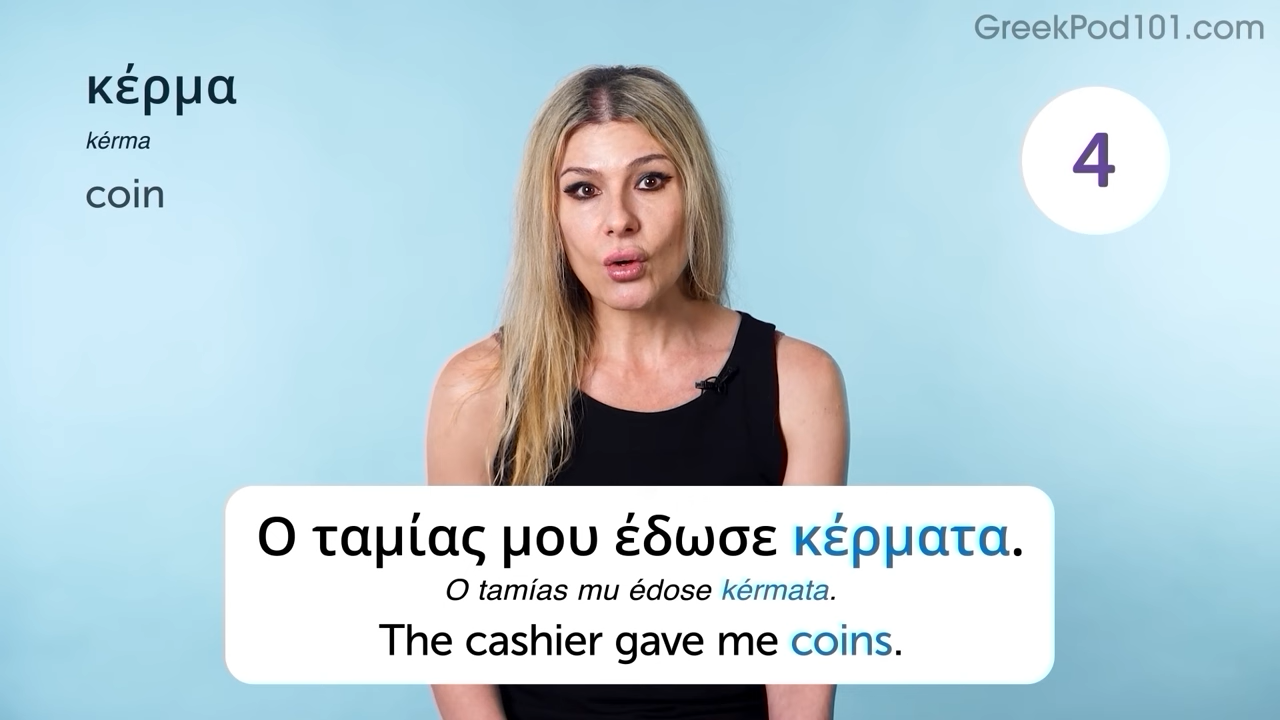 GreekPod101.com
κέρμα
kérma
coin
4
Ο ταμίας μου έδωσε κέρματα.
O tamías mu édose kérmata.
The cashier gave me coins.